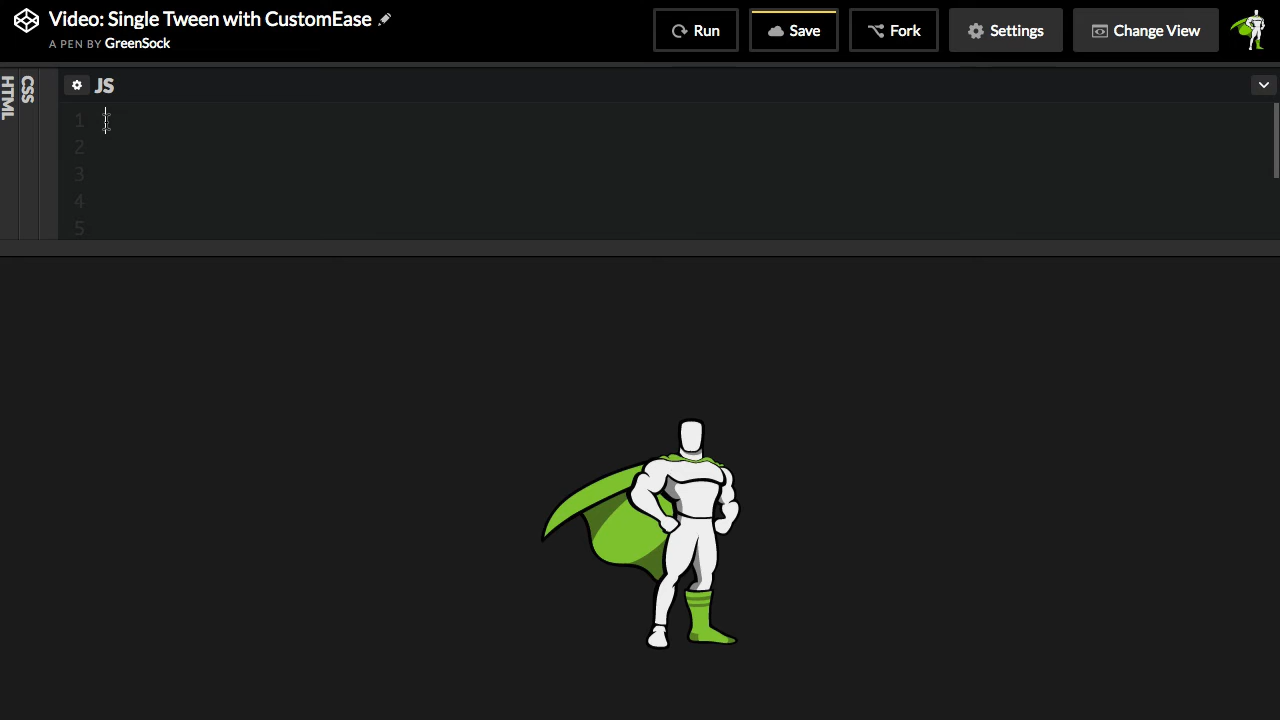 Video: Single Tween with CustomEase
A PEN BY GreenSock
Run
Save
Fork
Settings
Change View
HTML
CSS
JS
1
2
3
4
5